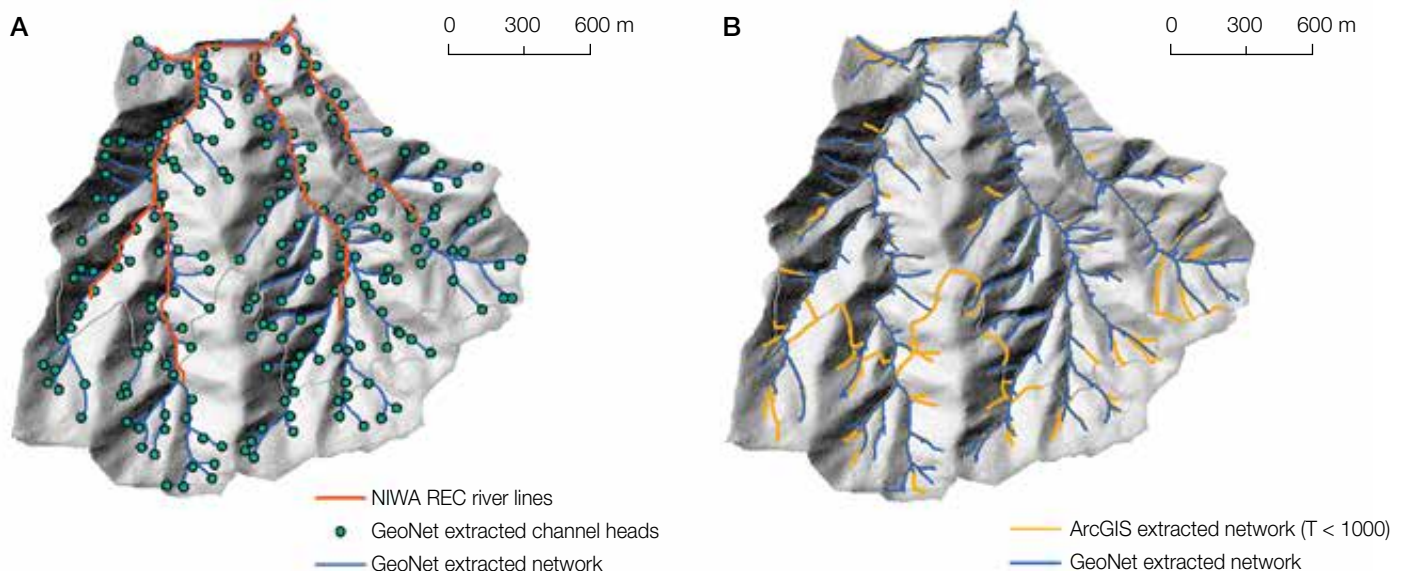 A
0 300 600 m
NIWA REC river lines
GeoNet extracted channel heads
GeoNet extracted network
B
0 300 600 m
ArcGIS extracted network (T < 1000)
GeoNet extracted network